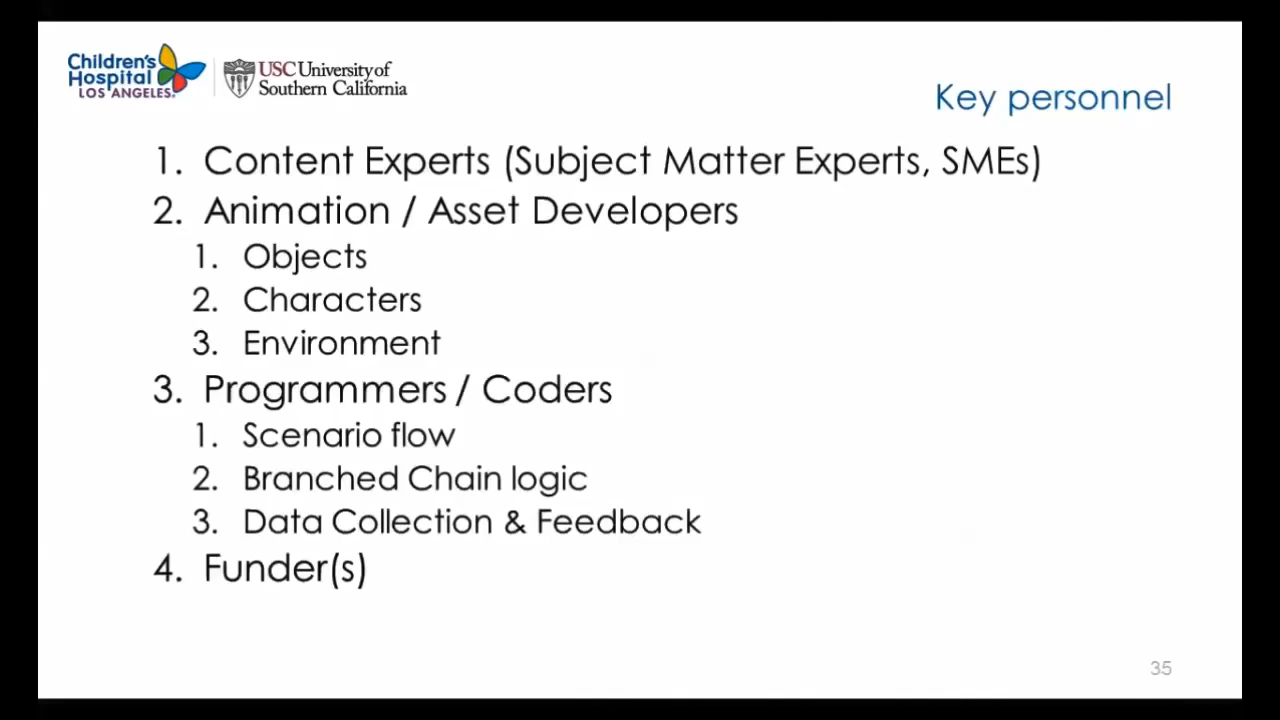 Children's
Hospital
LOS ANGELES®
USC University of
Southern California
Key personnel
1. Content Experts (Subject Matter Experts, SMEs)
2. Animation / Asset Developers
1. Objects
2. Characters
3. Environment
3. Programmers / Coders
1. Scenario flow
2. Branched Chain logic
3. Data Collection & Feedback
4. Funder(s)
35